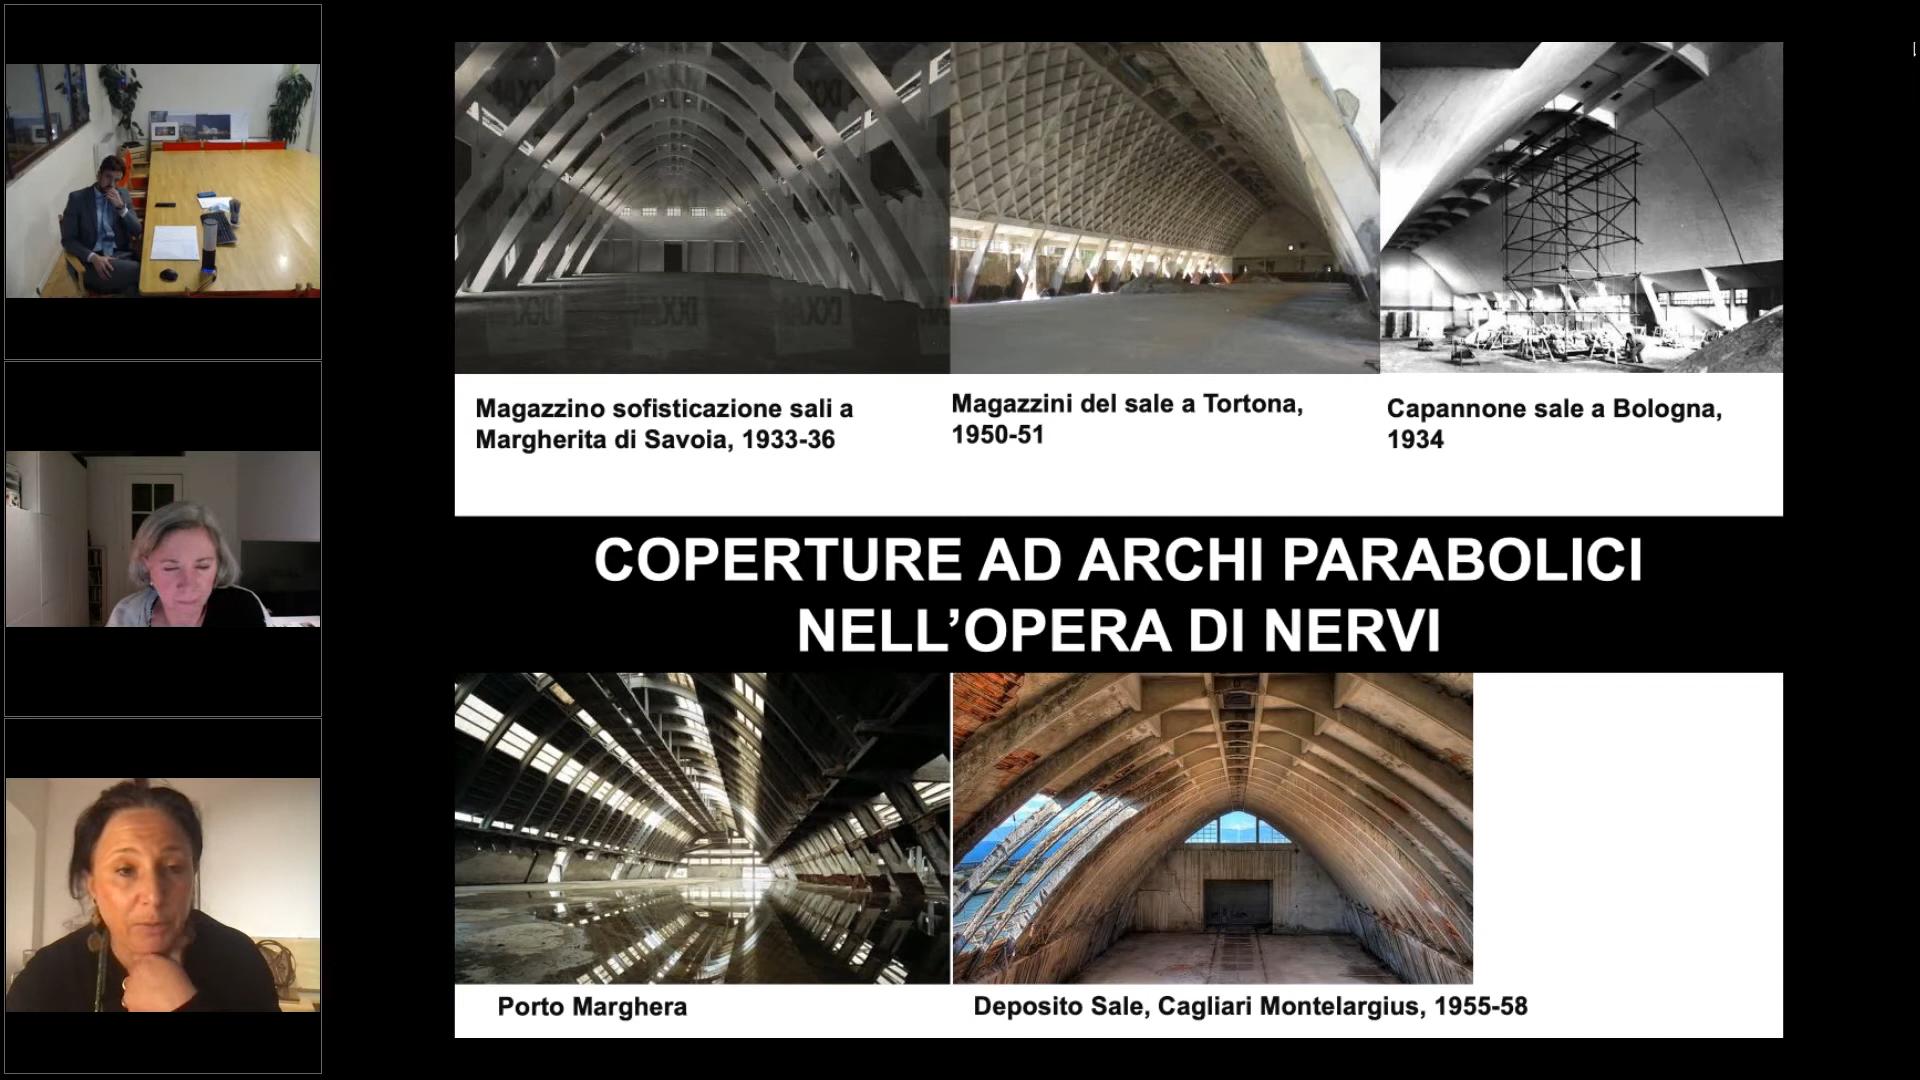 Magazzino sofisticazione sali a
Margherita di Savoia, 1933-36
Magazzini del sale a Tortona,
1950-51
Capannone sale a Bologna,
1934
COPERTURE AD ARCHI PARABOLICI
NELL’OPERA DI NERVI
Porto Marghera
Deposito Sale, Cagliari Montelargius, 1955-58